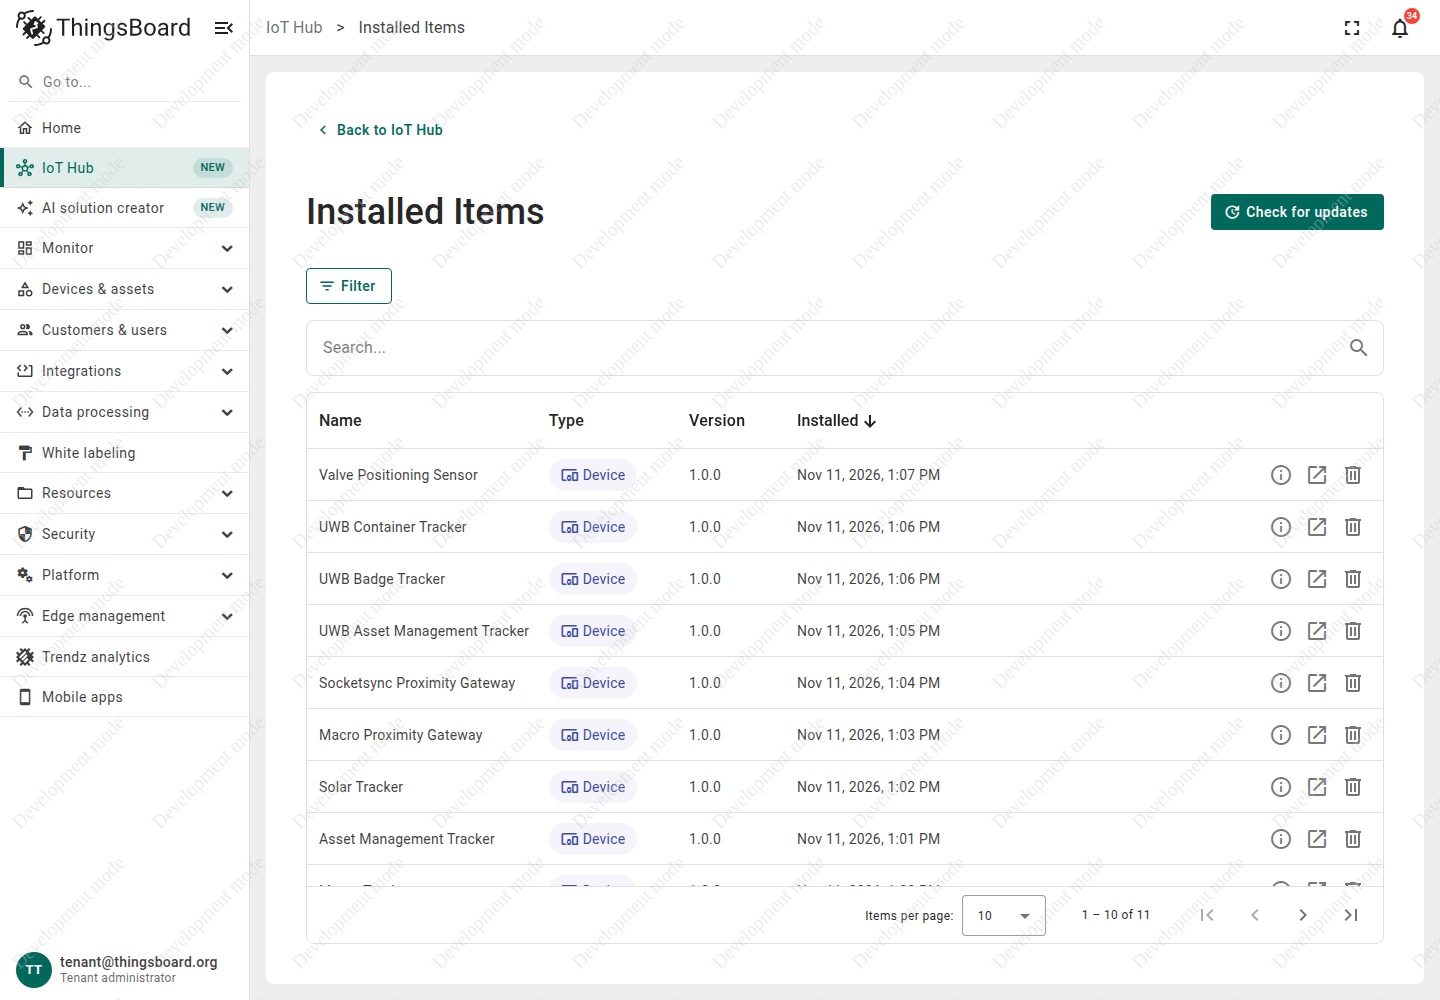 ThingsBoard
IoT Hub > Installed Items
34
Go to...
Home
IoT Hub NEW
AI solution creator NEW
Monitor
Devices & assets
Customers & users
Integrations
Data processing
White labeling
Resources
Security
Platform
Edge management
Trendz analytics
Mobile apps
TT
tenant@thingsboard.org
Tenant administrator
Back to IoT Hub
Installed Items
Check for updates
Filter
Search...
Name Type Version Installed
Valve Positioning Sensor Device 1.0.0 Nov 11, 2026, 1:07 PM
UWB Container Tracker Device 1.0.0 Nov 11, 2026, 1:06 PM
UWB Badge Tracker Device 1.0.0 Nov 11, 2026, 1:06 PM
UWB Asset Management Tracker Device 1.0.0 Nov 11, 2026, 1:05 PM
Socketsync Proximity Gateway Device 1.0.0 Nov 11, 2026, 1:04 PM
Macro Proximity Gateway Device 1.0.0 Nov 11, 2026, 1:03 PM
Solar Tracker Device 1.0.0 Nov 11, 2026, 1:02 PM
Asset Management Tracker Device 1.0.0 Nov 11, 2026, 1:01 PM
Items per page: 10 1 – 10 of 11
Development mode